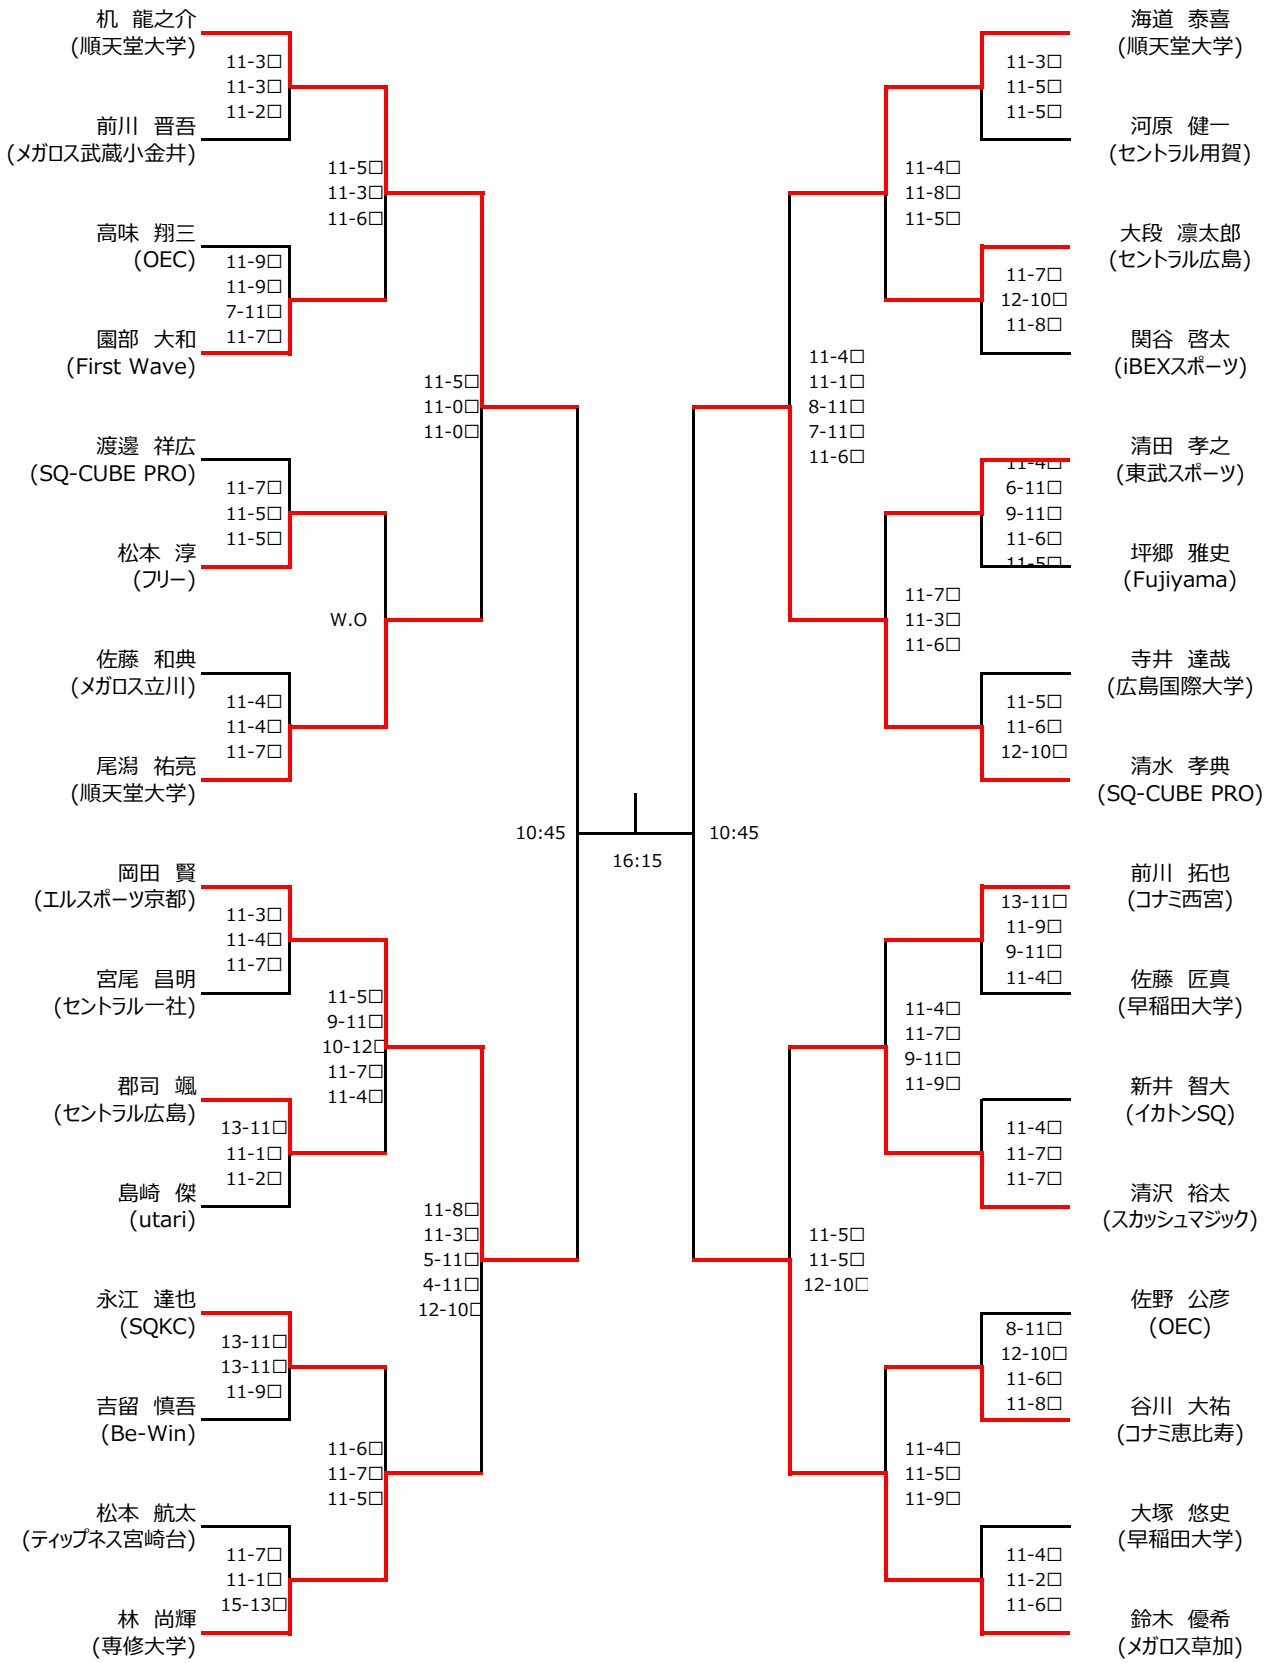 机 龍之介
(順天堂大学)
11-3□
11-3□
11-2□
前川 晋吾
(メガロス武蔵小金井)
11-5□
11-3□
11-6□
高味 翔三
(OEC)
11-9□
11-9□
7-11□
11-7□
園部 大和
(First Wave)
11-5□
11-0□
11-0□
渡邊 祥広
(SQ-CUBE PRO)
11-7□
11-5□
11-5□
松本 淳
(フリー)
W.O
佐藤 和典
(メガロス立川)
11-4□
11-4□
11-7□
尾潟 祐亮
(順天堂大学)
10:45
岡田 賢
(エルスポーツ京都)
11-3□
11-4□
11-7□
宮尾 昌明
(セントラル一社)
11-5□
9-11□
10-12□
11-7□
11-4□
郡司 颯
(セントラル広島)
13-11□
11-1□
11-2□
島崎 傑
(utari)
11-8□
11-3□
5-11□
4-11□
12-10□
永江 達也
(SQKC)
13-11□
13-11□
11-9□
吉留 慎吾
(Be-Win)
11-6□
11-7□
11-5□
松本 航太
(ティップネス宮崎台)
11-7□
11-1□
15-13□
林 尚輝
(専修大学)
16:15
海道 泰喜
(順天堂大学)
11-3□
11-5□
11-5□
河原 健一
(セントラル用賀)
11-4□
11-8□
11-5□
大段 凛太郎
(セントラル広島)
11-7□
12-10□
11-8□
関谷 啓太
(iBEXスポーツ)
11-4□
11-1□
8-11□
7-11□
11-6□
清田 孝之
(東武スポーツ)
11-4□
6-11□
9-11□
11-6□
11-5□
坪郷 雅史
(Fujiyama)
11-7□
11-3□
11-6□
寺井 達哉
(広島国際大学)
11-5□
11-6□
12-10□
清水 孝典
(SQ-CUBE PRO)
10:45
前川 拓也
(コナミ西宮)
13-11□
11-9□
9-11□
11-4□
佐藤 匠真
(早稲田大学)
11-4□
11-7□
9-11□
11-9□
新井 智大
(イカトンSQ)
11-4□
11-7□
11-7□
清沢 裕太
(スカッシュマジック)
11-5□
11-5□
12-10□
佐野 公彦
(OEC)
8-11□
12-10□
11-6□
11-8□
谷川 大祐
(コナミ恵比寿)
11-4□
11-5□
11-9□
大塚 悠史
(早稲田大学)
11-4□
11-2□
11-6□
鈴木 優希
(メガロス草加)